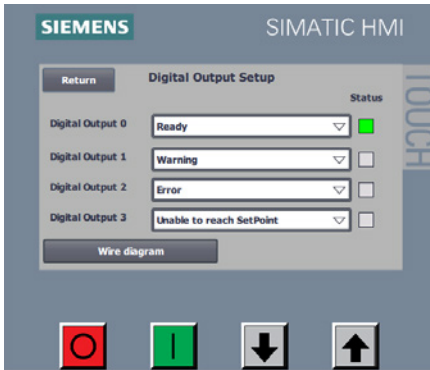 SIEMENS
SIMATIC HMI
TOUCH
Return
Digital Output Setup
Status
Digital Output 0
Ready
Digital Output 1
Warning
Digital Output 2
Error
Digital Output 3
Unable to reach SetPoint
Wire diagram